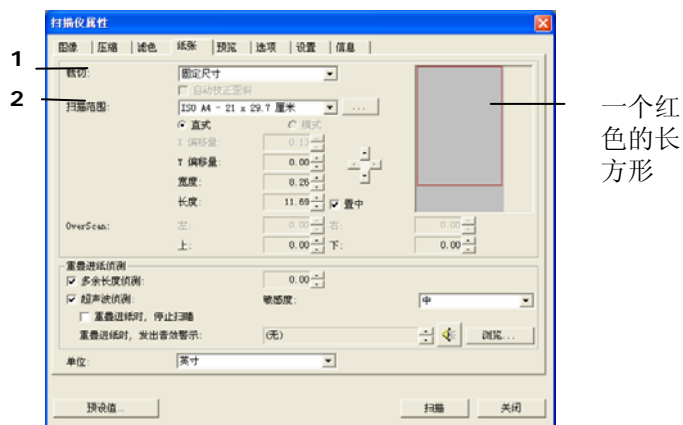 扫描仪属性
图像 压缩 滤色 纸张 预览 选项 设置 信息
1 裁切: 固定尺寸
自动校正歪斜
2 扫描范围: ISO A4 - 21 x 29.7 厘米 ...
直式 横式
X 偏移量: 0.13
Y 偏移量: 0.00
宽度: 8.26
长度: 11.69 置中
OverScan: 左: 0.00 右: 0.00
上: 0.00 下: 0.00
一个红
色的长
方形
重叠进纸侦测
多余长度侦测: 0.00
超声波侦测: 敏感度: 中
重叠进纸时, 停止扫瞄
重叠进纸时, 发出音效警示: (无) 浏览...
单位: 英寸
预设值... 扫描 关闭